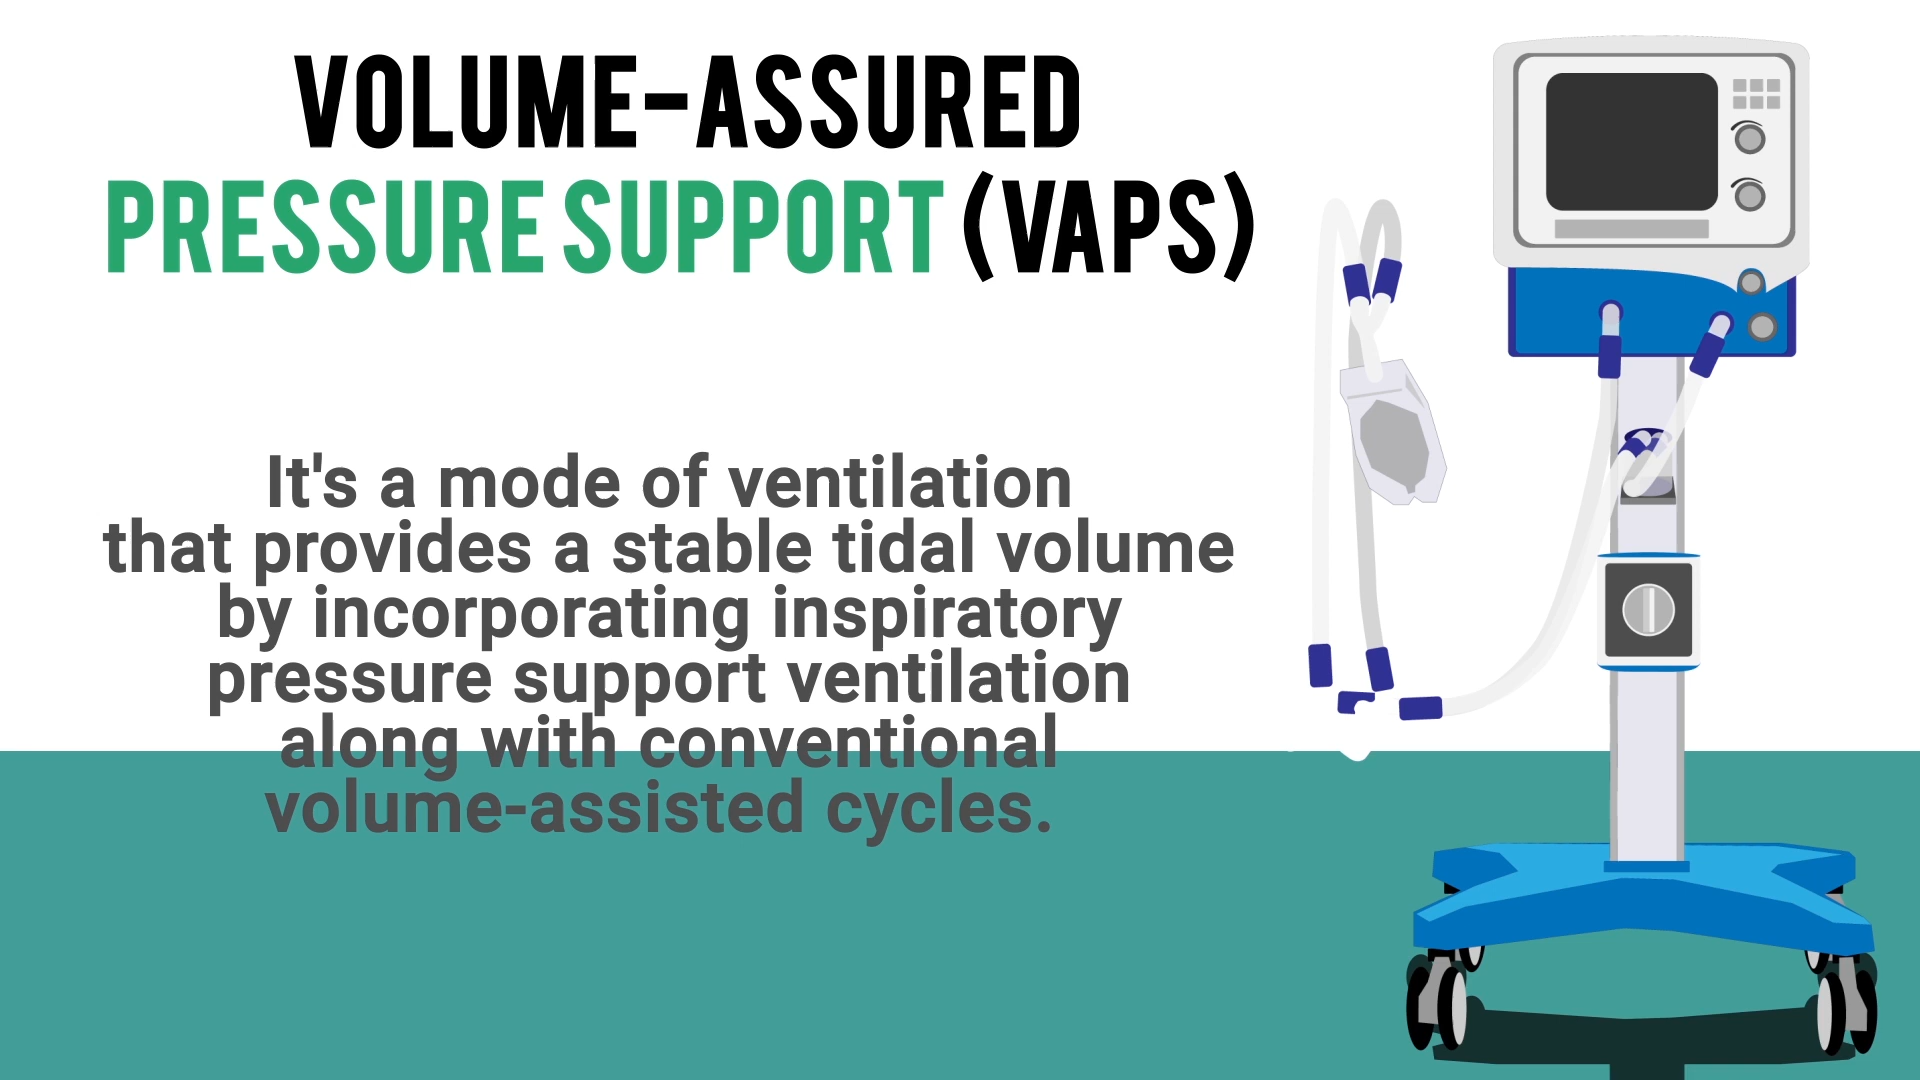 VOLUME-ASSURED
PRESSURE SUPPORT (VAPS)
It's a mode of ventilation
that provides a stable tidal volume
by incorporating inspiratory
pressure support ventilation
along with conventional
volume-assisted cycles.